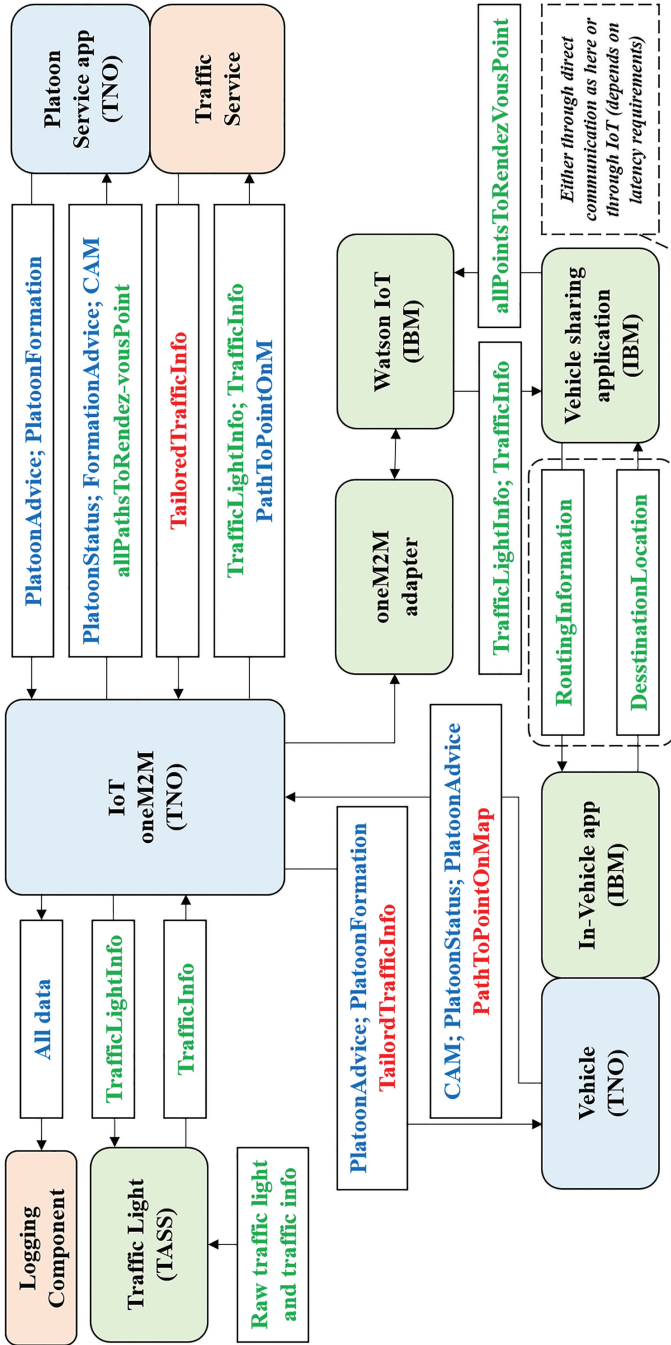 Logging
Component
All data
Traffic Light
(TASS)
TrafficLightInfo
TrafficInfo
Raw traffic light
and traffic info
IoT
oneM2M
(TNO)
PlatoonAdvice; PlatoonFormation
PlatoonStatus; FormationAdvice; CAM
allPathsToRendez-vousPoint
TailoredTrafficInfo
TrafficLightInfo; TrafficInfo
PathToPointOnM
Platoon
Service app
(TNO)
Traffic
Service
PlatoonAdvice; PlatoonFormation
TailordTrafficInfo
CAM; PlatoonStatus; PlatoonAdvice
PathToPointOnMap
oneM2M
adapter
Watson IoT
(IBM)
TrafficLightInfo; TrafficInfo
allPointsToRendezVousPoint
Vehicle
(TNO)
In-Vehicle app
(IBM)
RoutingInformation
DesstinationLocation
Vehicle sharing
application
(IBM)
Either through direct
communication as here or
through IoT (depends on
latency requirements)